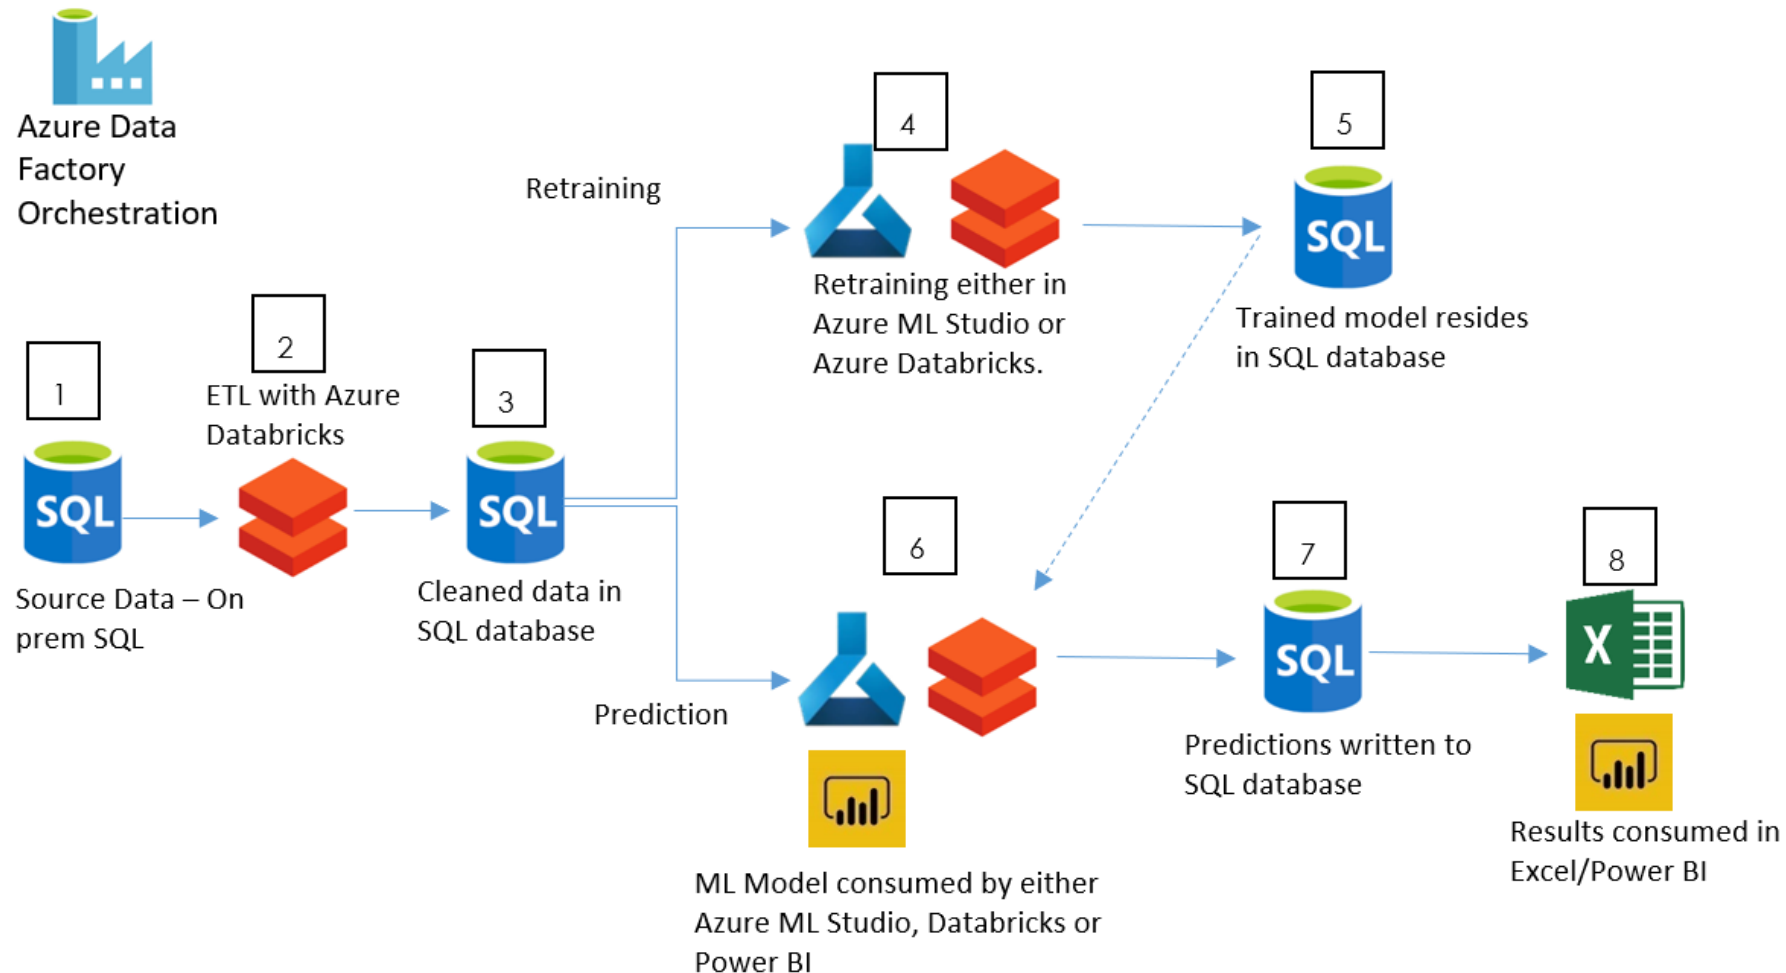 Azure Data
Factory
Orchestration
1
SQL
Source Data – On
prem SQL
2
ETL with Azure
Databricks
3
SQL
Cleaned data in
SQL database
Retraining
4
Retraining either in
Azure ML Studio or
Azure Databricks.
5
SQL
Trained model resides
in SQL database
Prediction
6
ML Model consumed by either
Azure ML Studio, Databricks or
Power BI
7
SQL
Predictions written to
SQL database
8
X
Results consumed in
Excel/Power BI